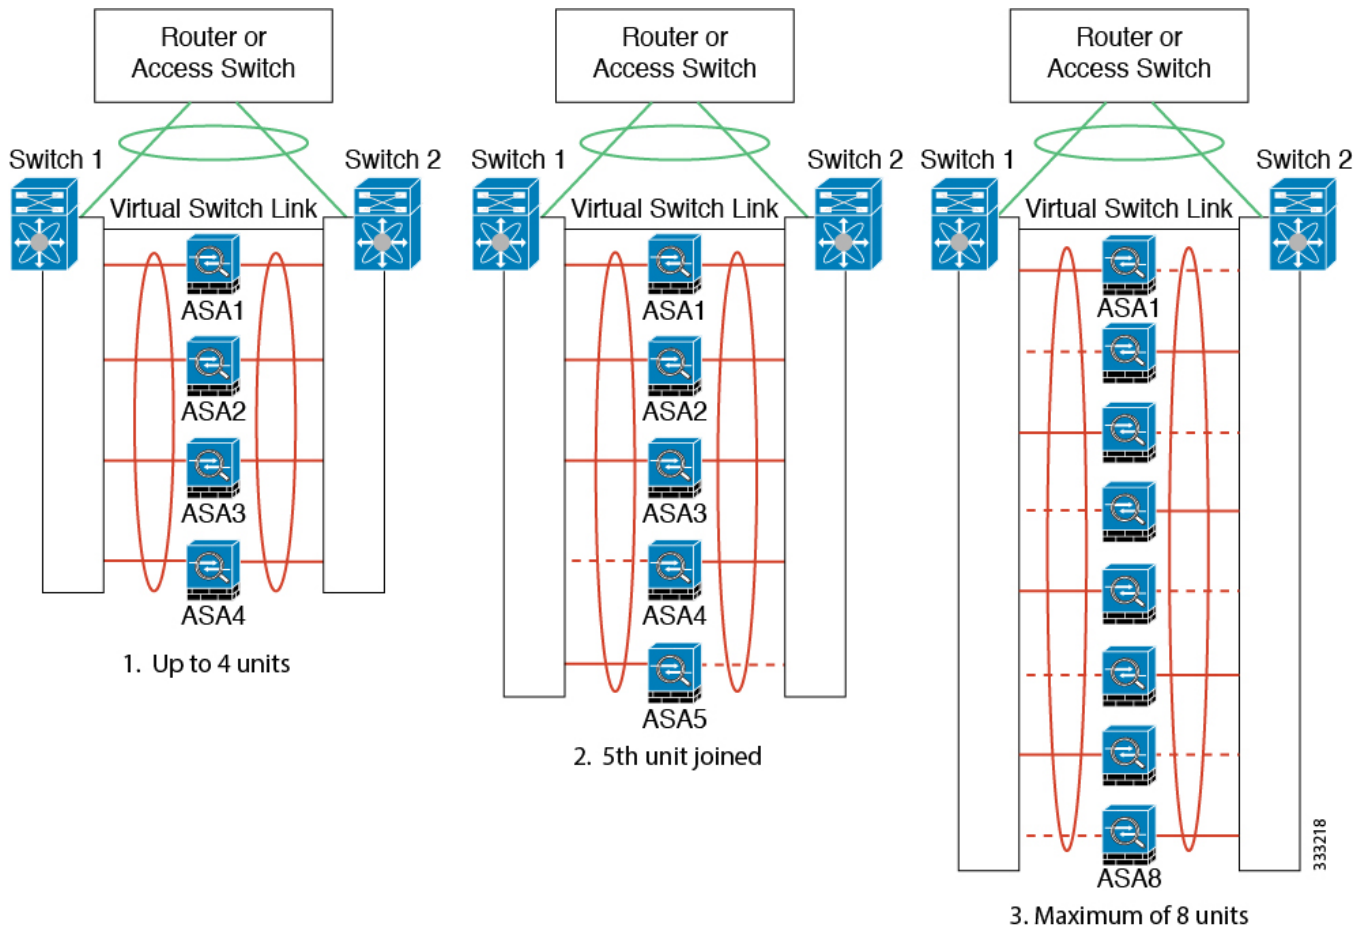 Router or
Access Switch
Switch 1
Switch 2
Virtual Switch Link
ASA1
ASA2
ASA3
ASA4
1. Up to 4 units
Router or
Access Switch
Switch 1
Switch 2
Virtual Switch Link
ASA1
ASA2
ASA3
ASA4
ASA5
2. 5th unit joined
Router or
Access Switch
Switch 1
Switch 2
Virtual Switch Link
ASA1
ASA8
3. Maximum of 8 units
333218